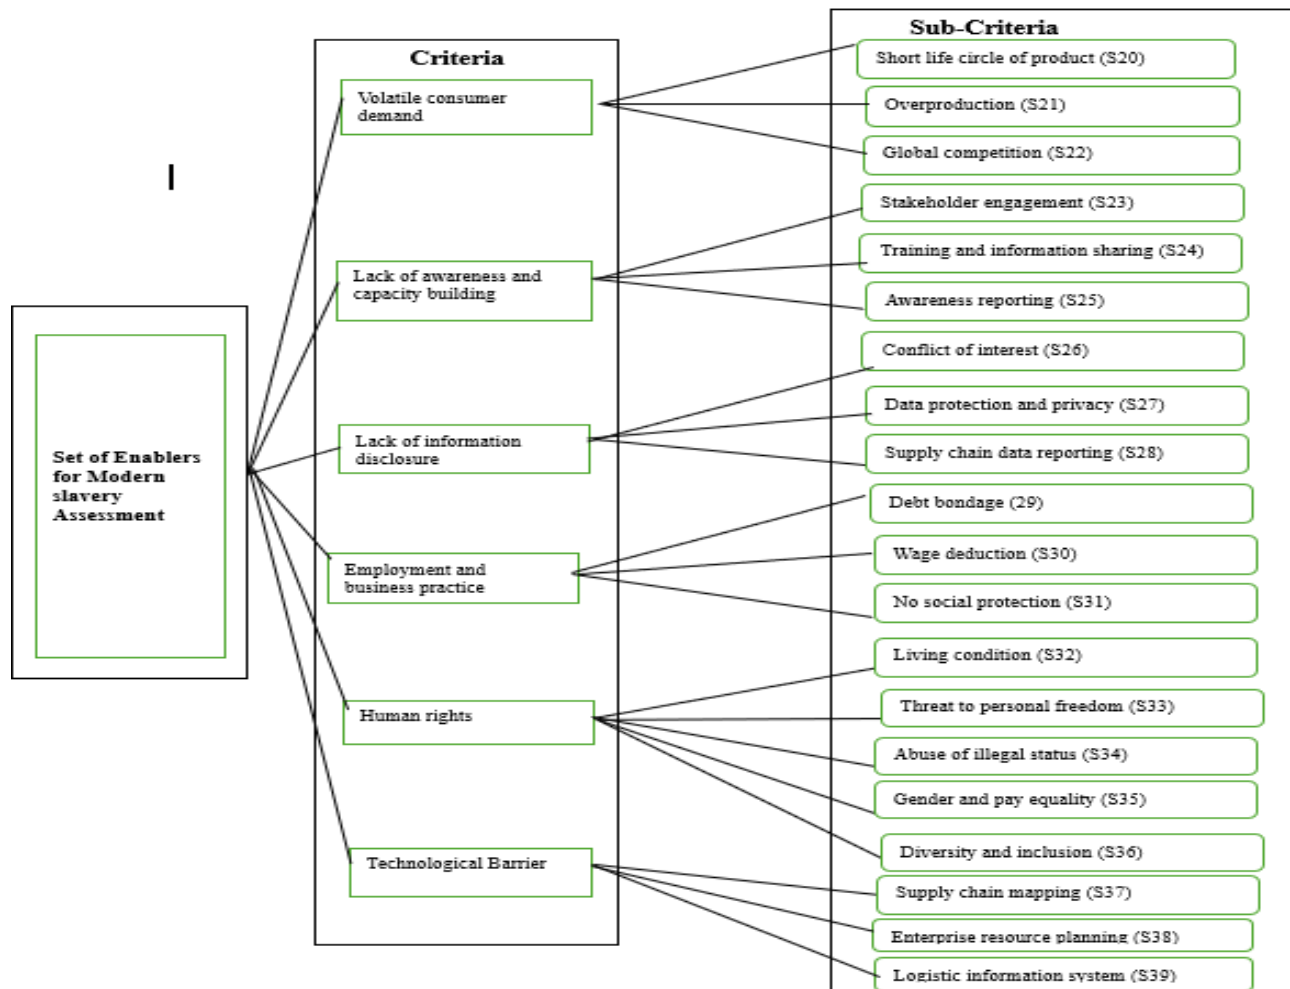 Sub-Criteria
Criteria
Short life circle of product (S20)
Volatile consumer
demand
Overproduction (S21)
Global competition (S22)
Stakeholder engagement (S23)
Training and information sharing (S24)
Lack of awareness and
capacity building
Awareness reporting (S25)
Conflict of interest (S26)
Data protection and privacy (S27)
Lack of information
disclosure
Supply chain data reporting (S28)
Set of Enablers
for Modern
slavery
Assessment
Debt bondage (29)
Wage deduction (S30)
Employment and
business practice
No social protection (S31)
Living condition (S32)
Human rights
Threat to personal freedom (S33)
Abuse of illegal status (S34)
Gender and pay equality (S35)
Diversity and inclusion (S36)
Technological Barrier
Supply chain mapping (S37)
Enterprise resource planning (S38)
Logistic information system (S39)